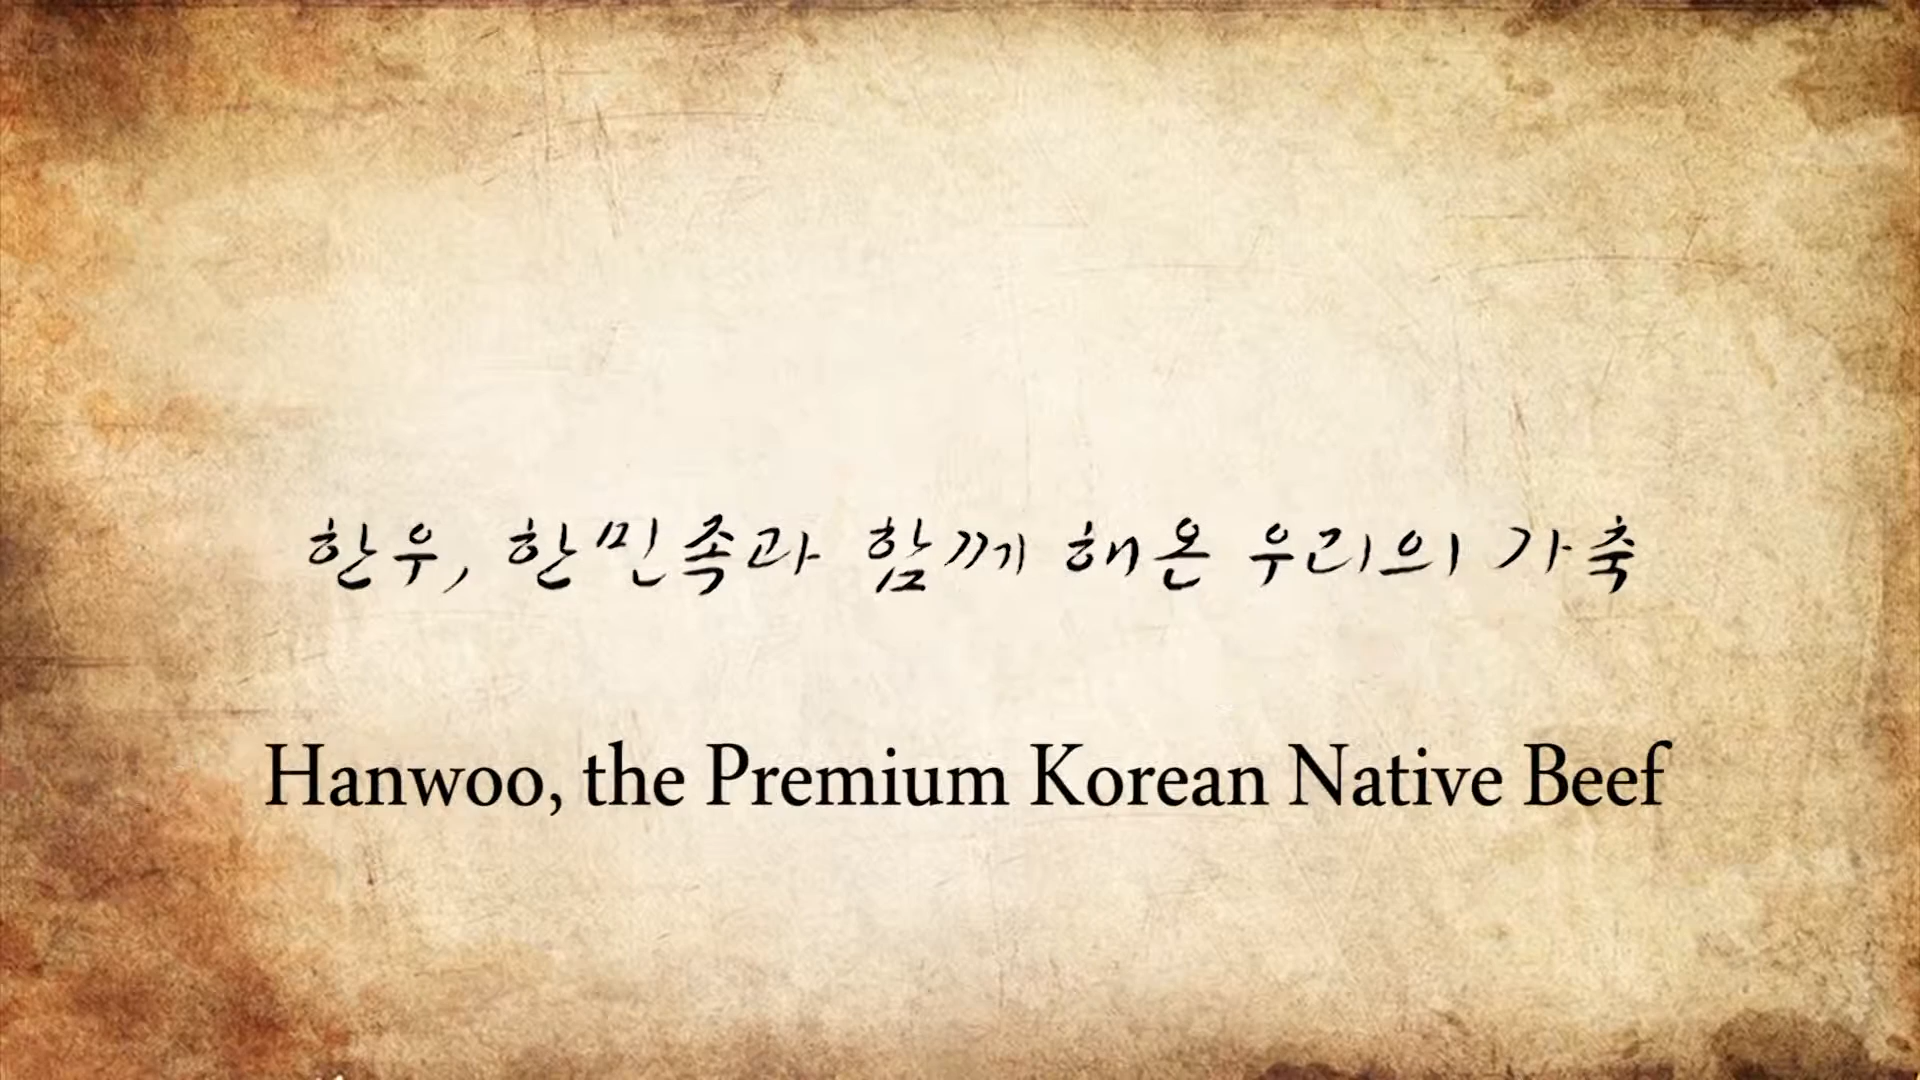 한우, 한민족과 함께 해온 우리의 가축
Hanwoo, the Premium Korean Native Beef